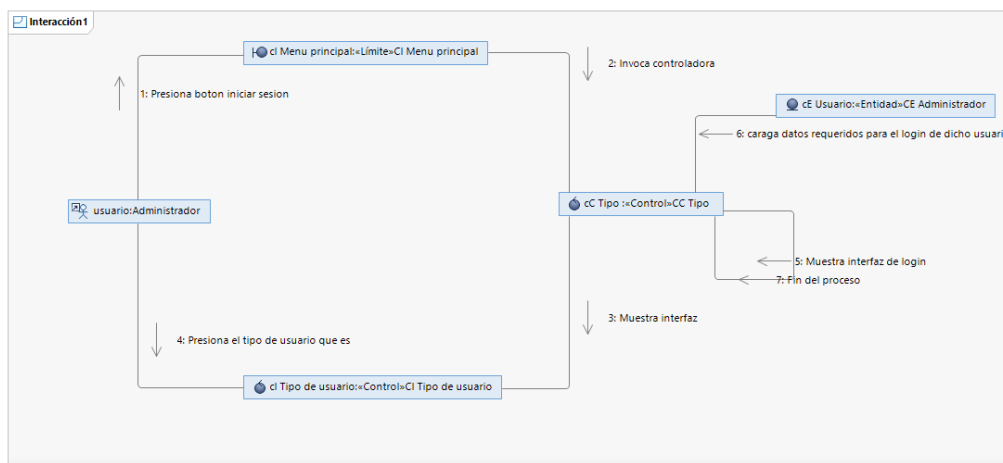 Interacción1
cI Menu principal:«Límite»CI Menu principal
2: Invoca controladora
1: Presiona boton iniciar sesion
cE Usuario:«Entidad»CE Administrador
6: caraga datos requeridos para el login de dicho usuari
usuario:Administrador
cC Tipo :«Control»CC Tipo
5: Muestra interfaz de login
7: Fin del proceso
3: Muestra interfaz
4: Presiona el tipo de usuario que es
cI Tipo de usuario:«Control»CI Tipo de usuario